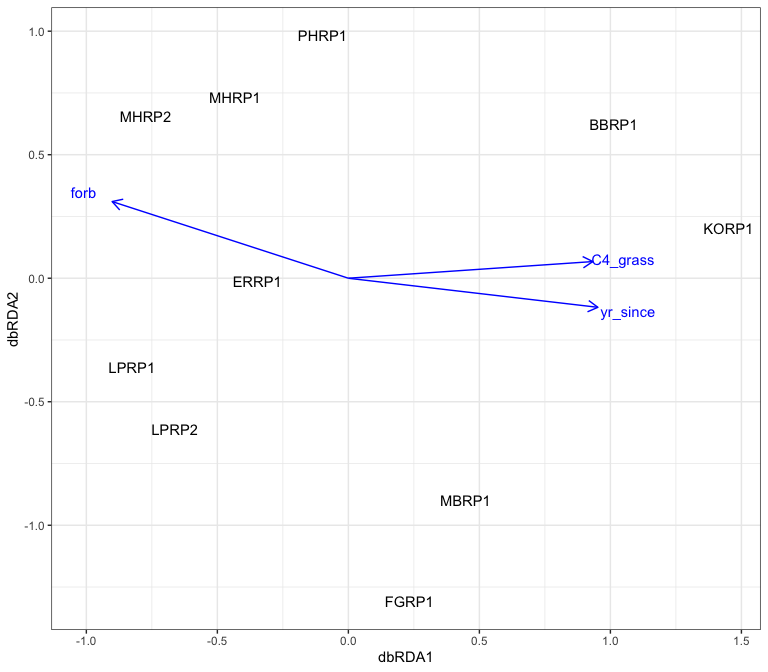 1.0
PHRP1
MHRP1
MHRP2
BBRP1
0.5
forb
KORP1
C4_grass
0.0
ERRP1
yr_since
dbRDA2
LPRP1
-0.5
LPRP2
MBRP1
-1.0
FGRP1
-1.0 -0.5 0.0 0.5 1.0 1.5
dbRDA1